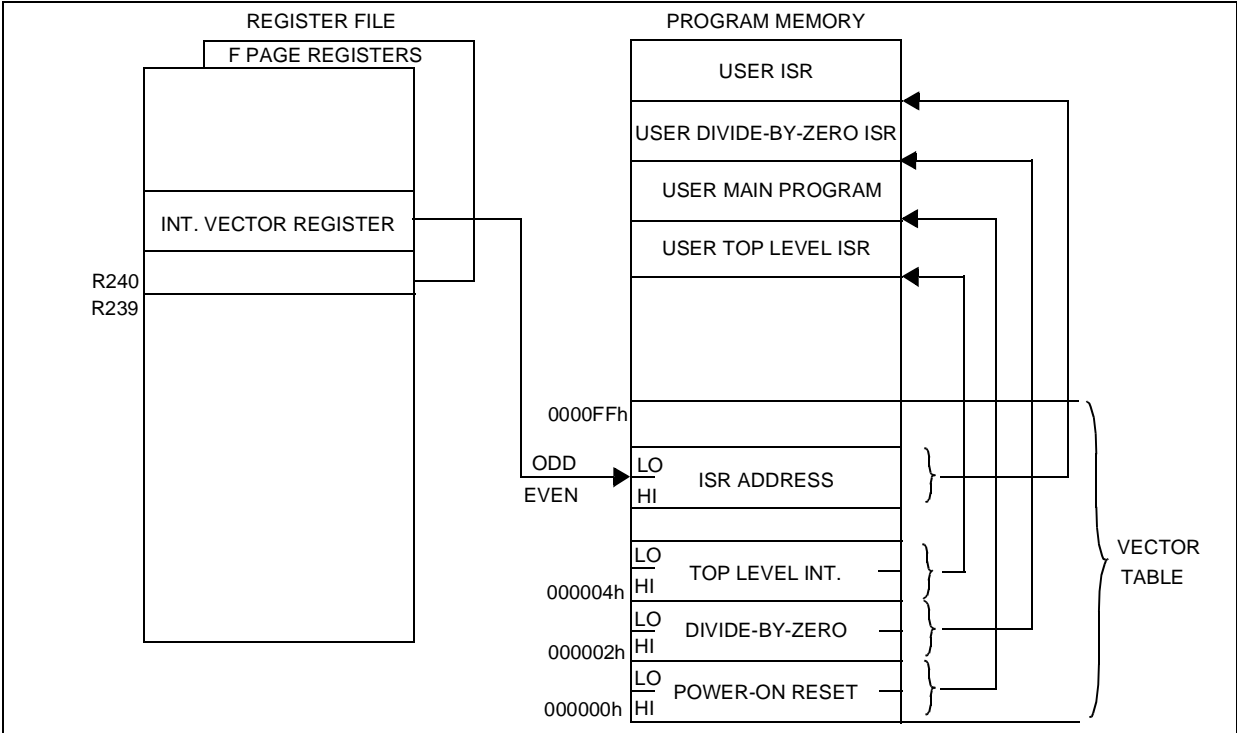 REGISTER FILE
F PAGE REGISTERS
INT. VECTOR REGISTER
R240
R239
PROGRAM MEMORY
USER ISR
USER DIVIDE-BY-ZERO ISR
USER MAIN PROGRAM
USER TOP LEVEL ISR
0000FFh
ODD
EVEN
LO
ISR ADDRESS
HI
LO
TOP LEVEL INT.
000004h
HI
LO
DIVIDE-BY-ZERO
000002h
HI
LO
POWER-ON RESET
000000h
HI
VECTOR
TABLE